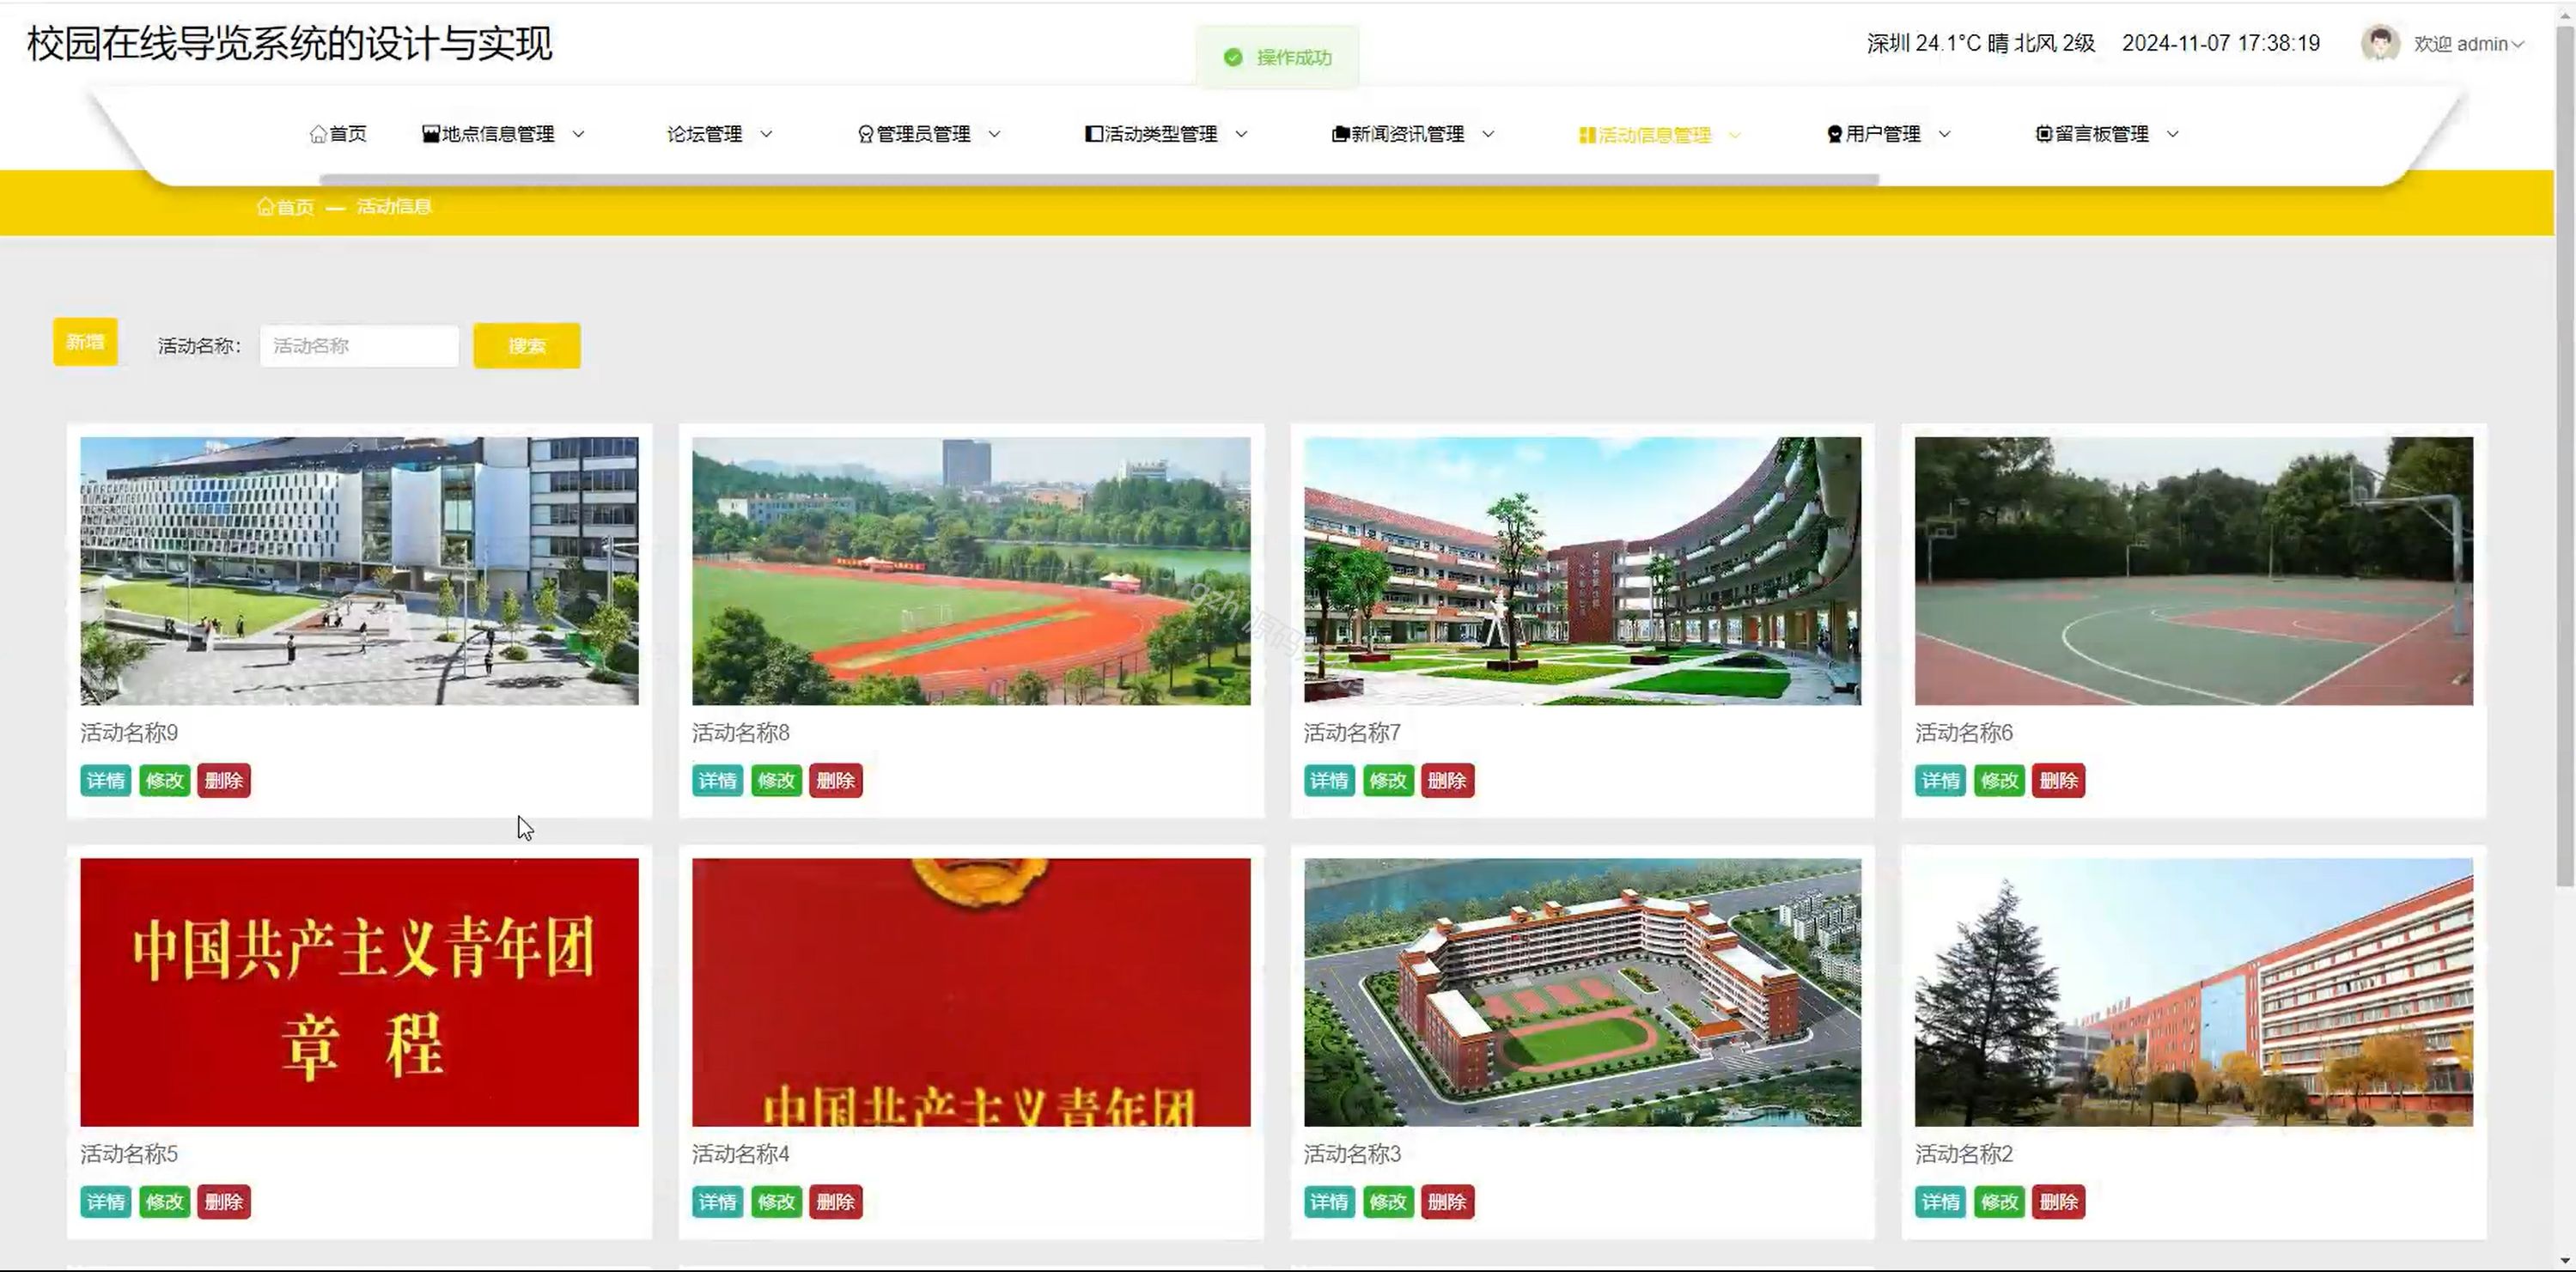 校园在线导览系统的设计与实现
操作成功
深圳 24.1°C 晴 北风 2级 2024-11-07 17:38:19 欢迎 admin
首页 地点信息管理 论坛管理 管理员管理 活动类型管理 新闻资讯管理 活动信息管理 用户管理 留言板管理
首页 — 活动信息
新增 活动名称： 活动名称 搜索
gzh 源码
活动名称9 活动名称8 活动名称7 活动名称6
详情 修改 删除 详情 修改 删除 详情 修改 删除 详情 修改 删除
中国共产主义青年团
章 程
中国共产主义青年团
活动名称5 活动名称4 活动名称3 活动名称2
详情 修改 删除 详情 修改 删除 详情 修改 删除 详情 修改 删除